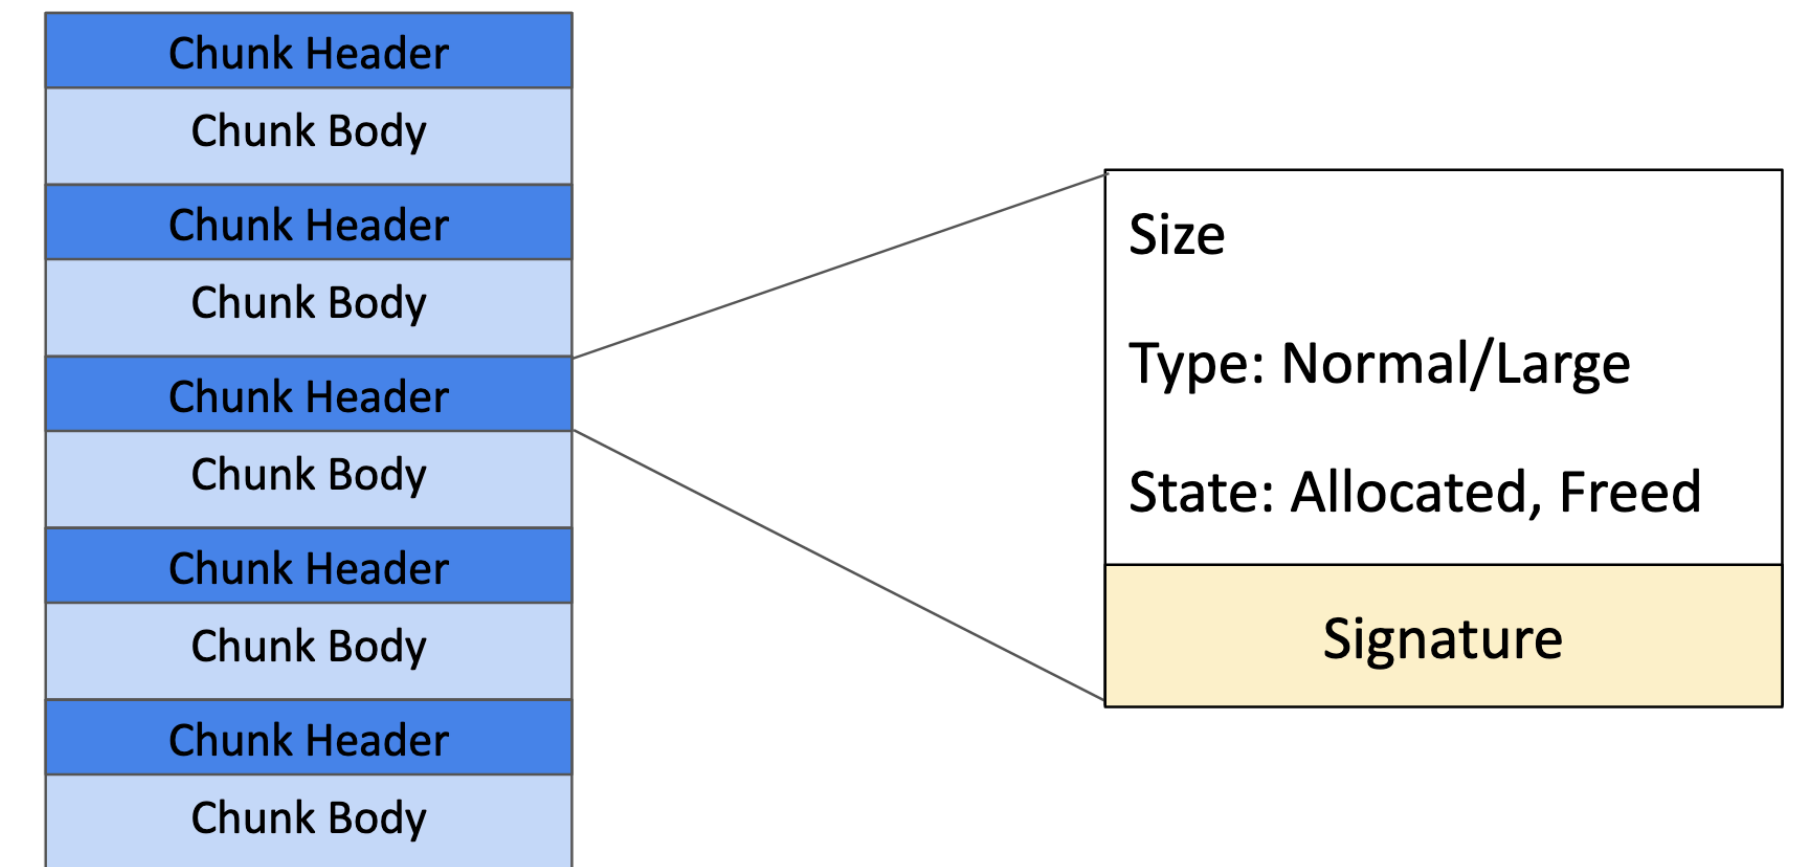 Chunk Header
Chunk Body
Chunk Header
Chunk Body
Chunk Header
Chunk Body
Chunk Header
Chunk Body
Chunk Header
Chunk Body
Size
Type: Normal/Large
State: Allocated, Freed
Signature